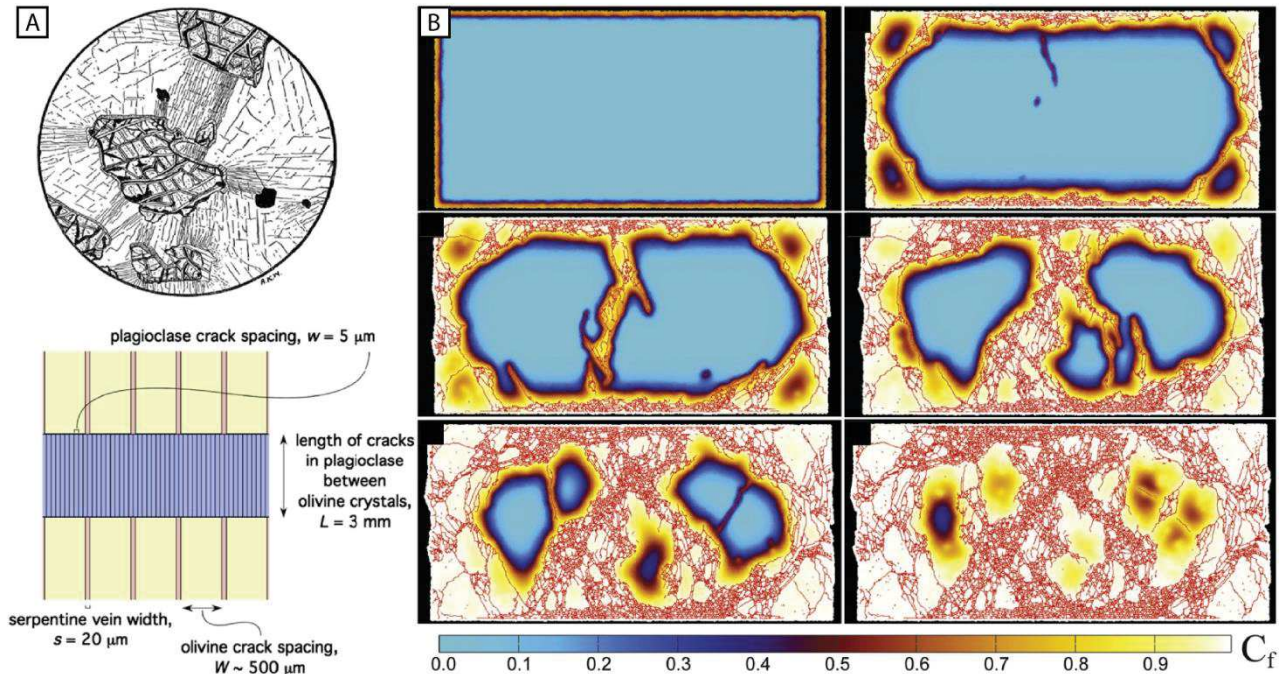 A
B
A.K.W.
plagioclase crack spacing, w = 5 μm
length of cracks
in plagioclase
between
olivine crystals,
L = 3 mm
serpentine vein width,
s = 20 μm
olivine crack spacing,
W ~ 500 μm
0.0 0.1 0.2 0.3 0.4 0.5 0.6 0.7 0.8 0.9 Cf